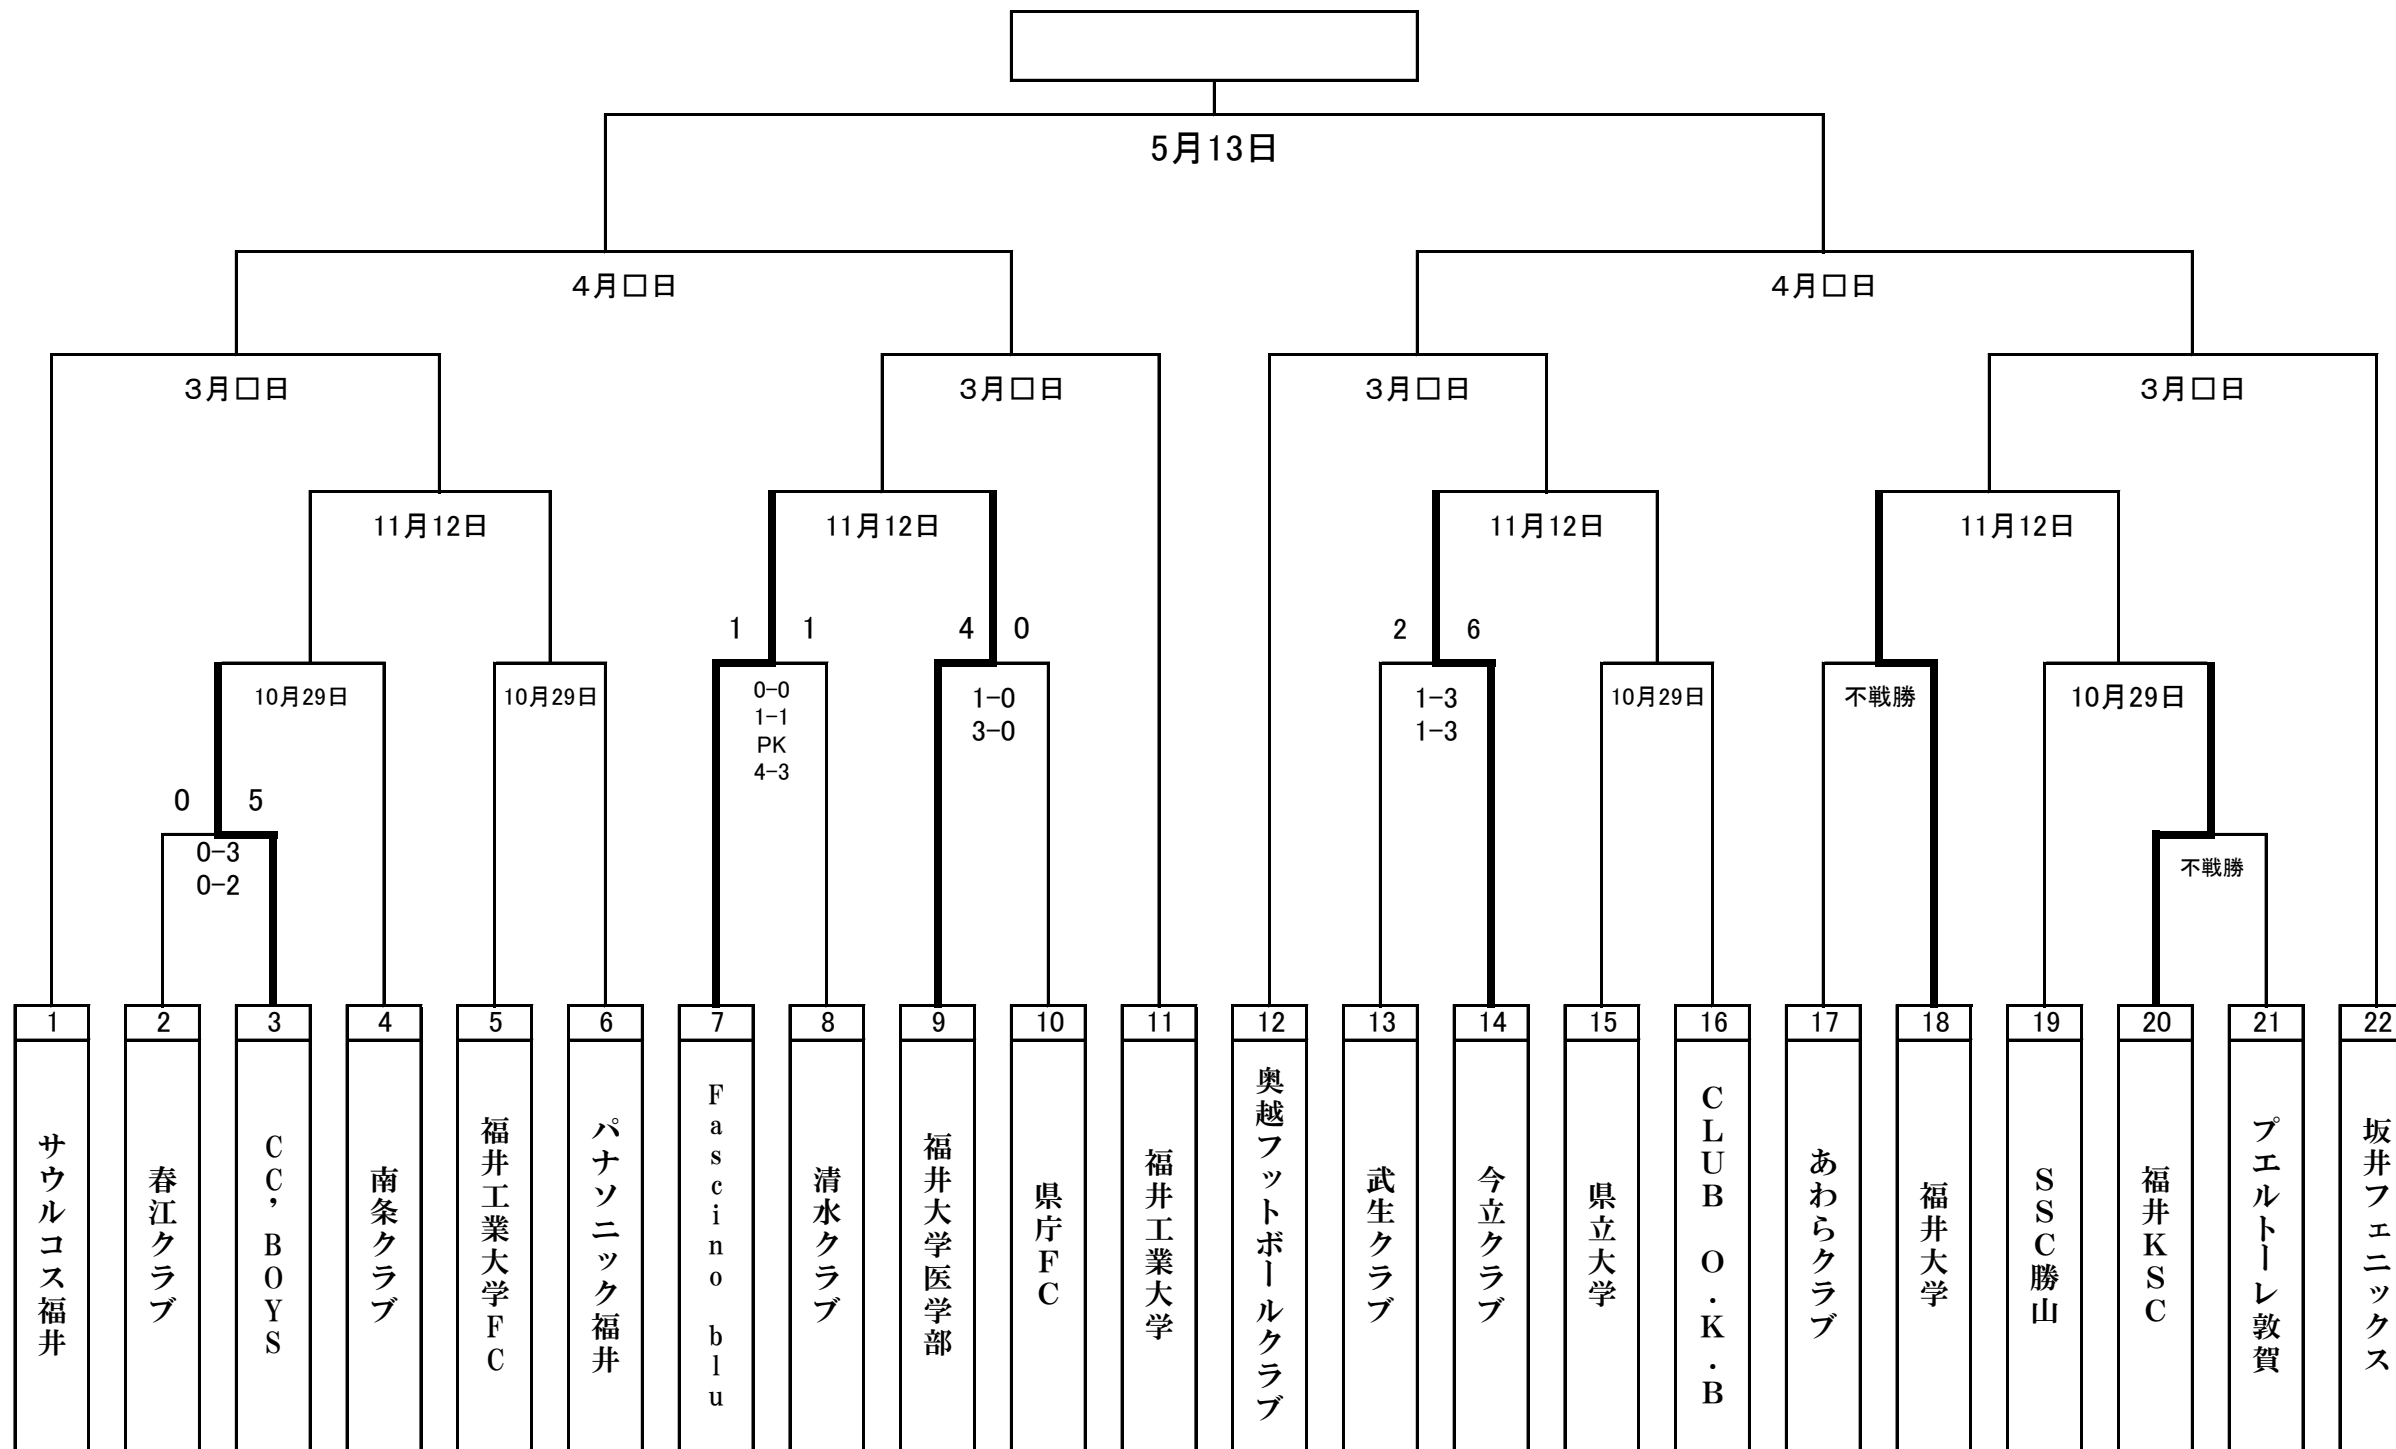 5月13日
４月□日
４月□日
３月□日
３月□日
３月□日
３月□日
11月12日
11月12日
11月12日
11月12日
1 1
4 0
2 6
10月29日
10月29日
0-0
1-1
PK
4-3
1-0
3-0
1-3
1-3
10月29日
不戦勝
10月29日
0 5
0-3
0-2
不戦勝
1
2
3
4
5
6
7
8
9
10
11
12
13
14
15
16
17
18
19
20
21
22
サウルコス福井
春江クラブ
CC’BOYS
南条クラブ
福井工業大学FC
パナソニック福井
Fascino blu
清水クラブ
福井大学医学部
県庁FC
福井工業大学
奥越フットボールクラブ
武生クラブ
今立クラブ
県立大学
CLUB O.K.B
あわらクラブ
福井大学
SSC勝山
福井KSC
プエルトーレ敦賀
坂井フェニックス